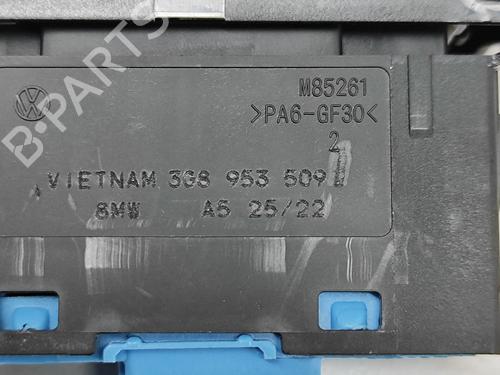 B-PARTS
M85261
>PA6-GF30<
2
VIETNAM 3G8 953 509
8MW A5 25/22